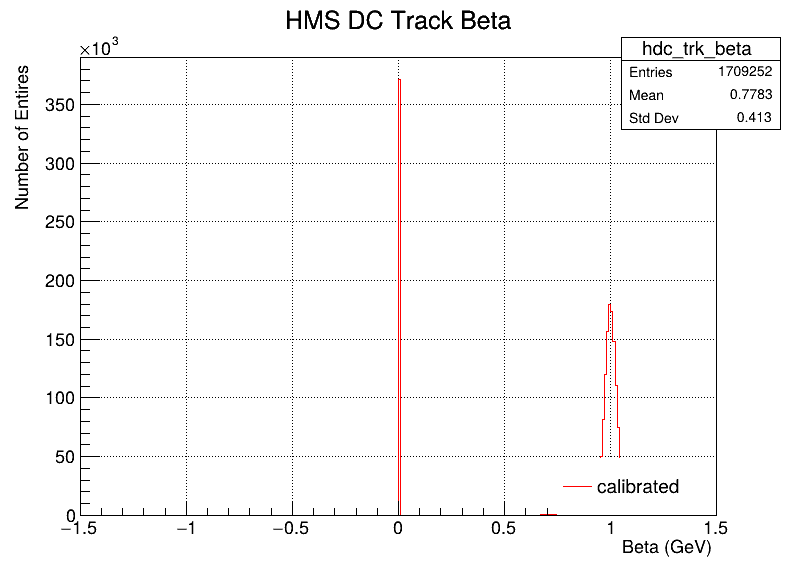 HMS DC Track Beta
×10³
hdc_trk_beta
Entries 1709252
Mean 0.7783
Std Dev 0.413
Number of Entires
350
300
250
200
150
100
50
0
calibrated
−1.5 −1 −0.5 0 0.5 1 1.5
Beta (GeV)